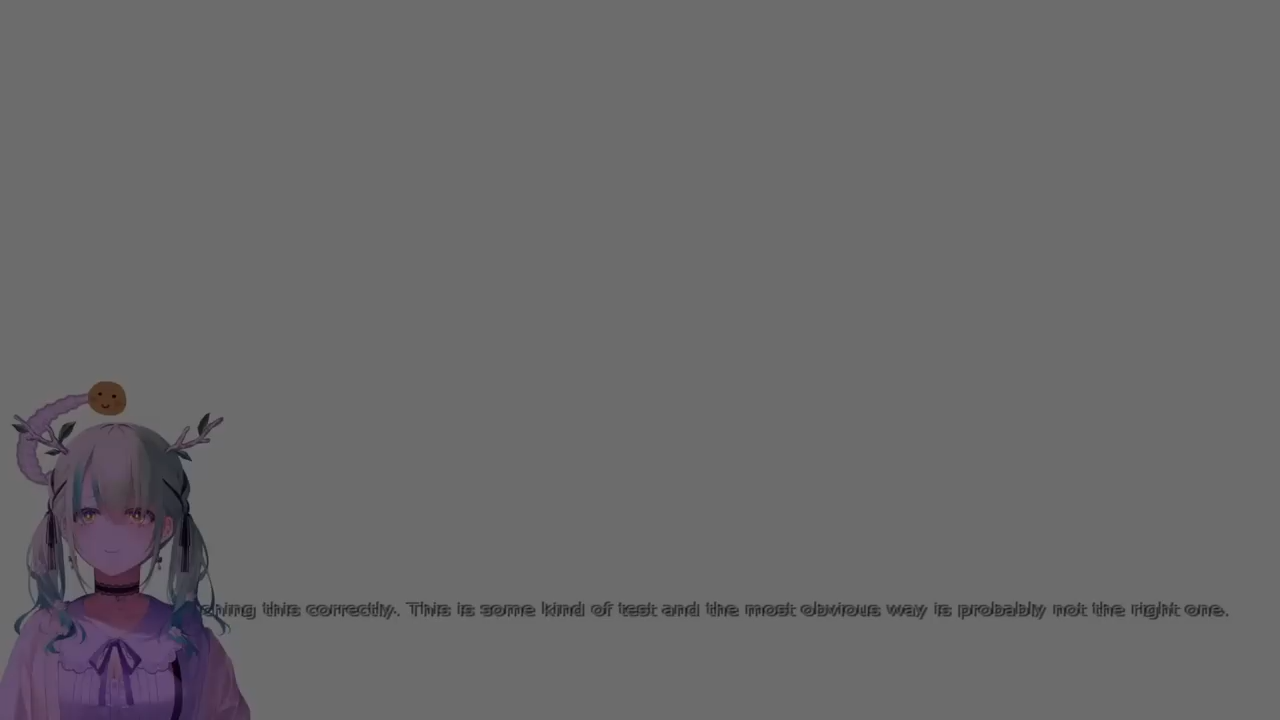 ching this correctly. This is some kind of test and the most obvious way is probably not the right one.